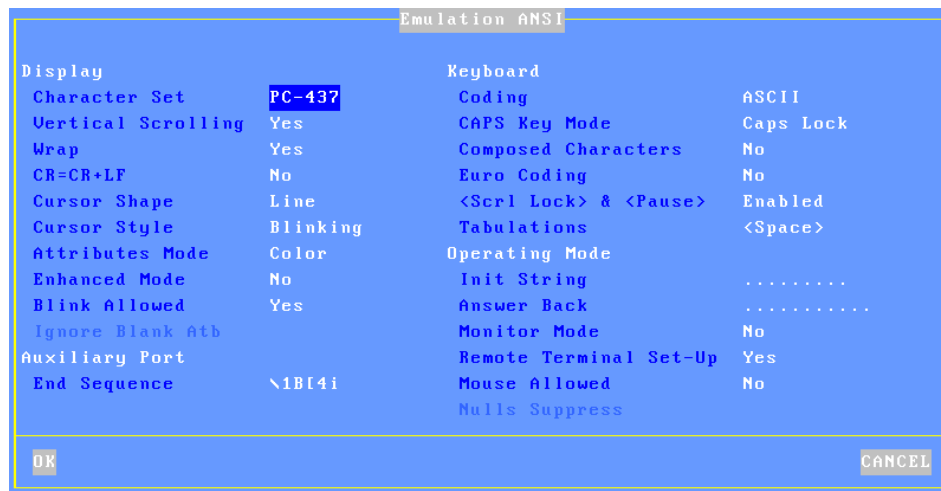 Emulation ANSI
Display
Character Set PC-437
Vertical Scrolling Yes
Wrap Yes
CR=CR+LF No
Cursor Shape Line
Cursor Style Blinking
Attributes Mode Color
Enhanced Mode No
Blink Allowed Yes
Ignore Blank Atb
Auxiliary Port
End Sequence \1B[4i
Keyboard
Coding ASCII
CAPS Key Mode Caps Lock
Composed Characters No
Euro Coding No
<Scrl Lock> & <Pause> Enabled
Tabulations <Space>
Operating Mode
Init String .........
Answer Back ...........
Monitor Mode No
Remote Terminal Set-Up Yes
Mouse Allowed No
Nulls Suppress
OK CANCEL